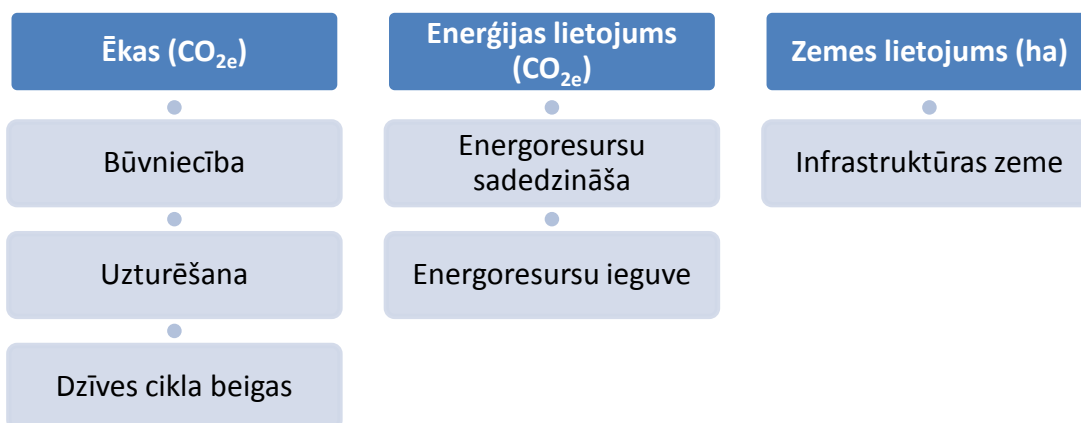 Ēkas (CO2e)
Būvniecība
Uzturēšana
Dzīves cikla beigas
Enerģijas lietojums
(CO2e)
Energoresursu
sadedzināša
Energoresursu ieguve
Zemes lietojums (ha)
Infrastruktūras zeme